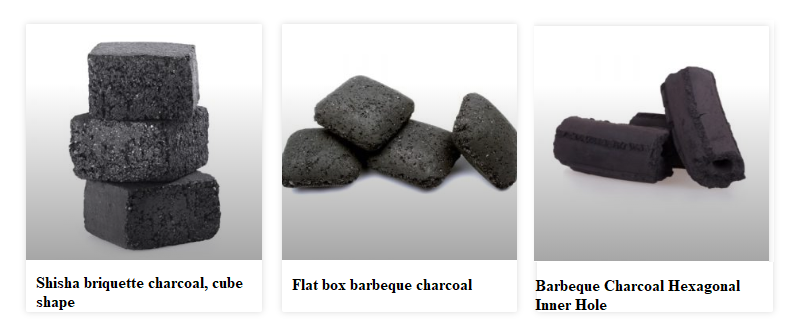 Shisha briquette charcoal, cube
shape
Flat box barbeque charcoal
Barbeque Charcoal Hexagonal
Inner Hole